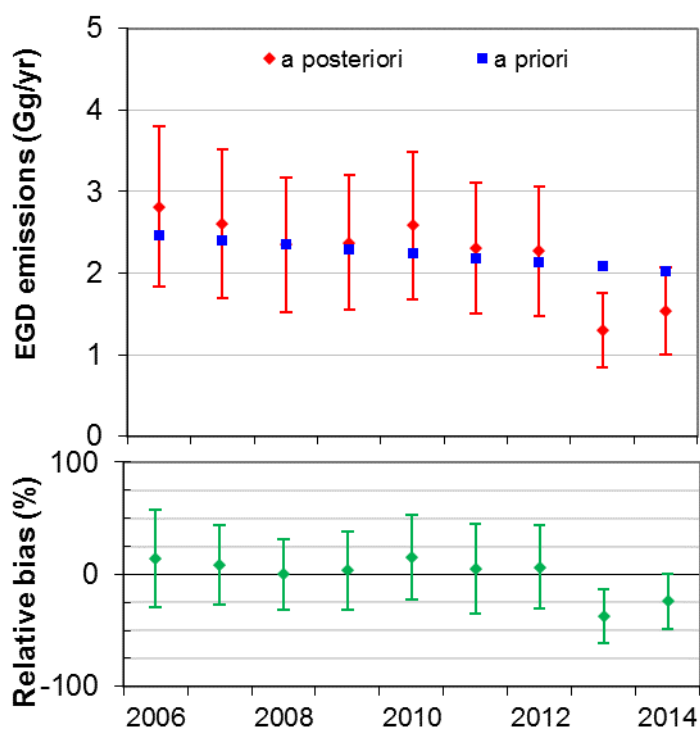 5
a posteriori a priori
4
3
2
1
0
EGD emissions (Gg/yr)
100
0
-100
Relative bias (%)
2006 2008 2010 2012 2014